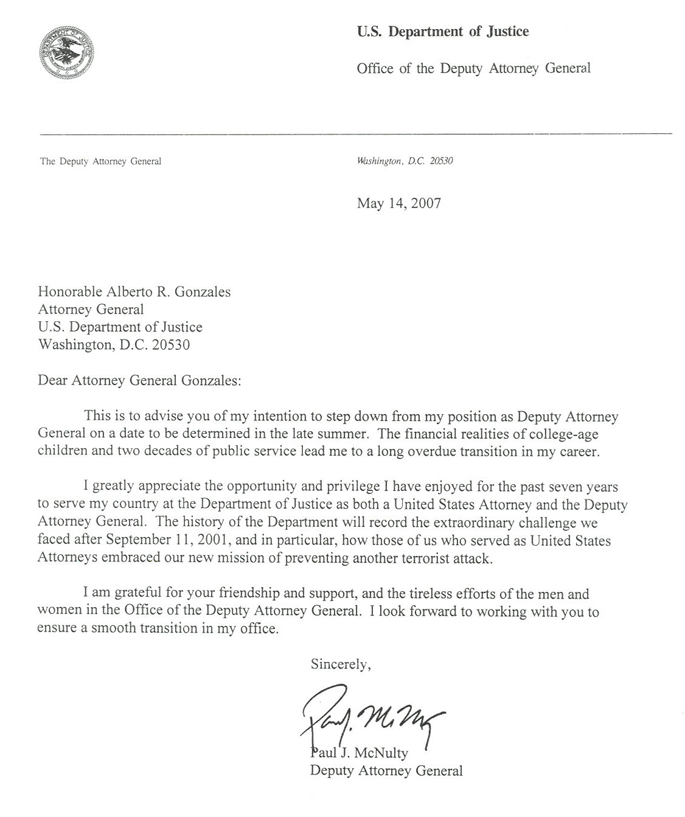 U.S. Department of Justice
Office of the Deputy Attorney General
The Deputy Attorney General
Washington, D.C. 20530
May 14, 2007
Honorable Alberto R. Gonzales
Attorney General
U.S. Department of Justice
Washington, D.C. 20530
Dear Attorney General Gonzales:
This is to advise you of my intention to step down from my position as Deputy Attorney
General on a date to be determined in the late summer. The financial realities of college-age
children and two decades of public service lead me to a long overdue transition in my career.
I greatly appreciate the opportunity and privilege I have enjoyed for the past seven years
to serve my country at the Department of Justice as both a United States Attorney and the Deputy
Attorney General. The history of the Department will record the extraordinary challenge we
faced after September 11, 2001, and in particular, how those of us who served as United States
Attorneys embraced our new mission of preventing another terrorist attack.
I am grateful for your friendship and support, and the tireless efforts of the men and
women in the Office of the Deputy Attorney General. I look forward to working with you to
ensure a smooth transition in my office.
Sincerely,
Paul J. McNulty
Deputy Attorney General